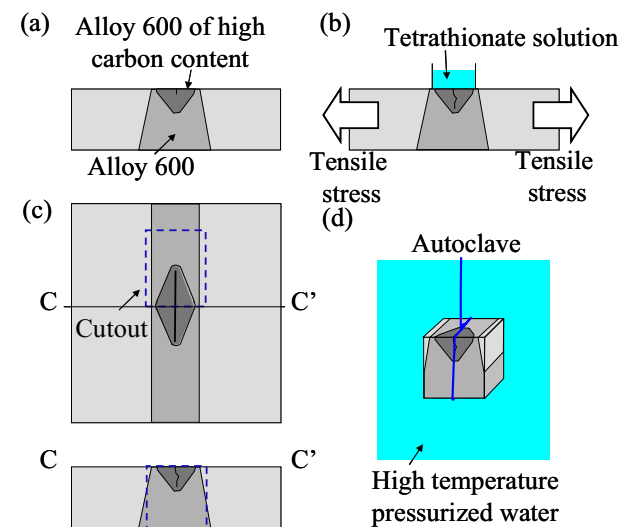 (a)
Alloy 600 of high
carbon content
Alloy 600
(b)
Tetrathionate solution
Tensile
stress
Tensile
stress
(c)
C
C'
Cutout
C
C'
(d)
Autoclave
High temperature
pressurized water